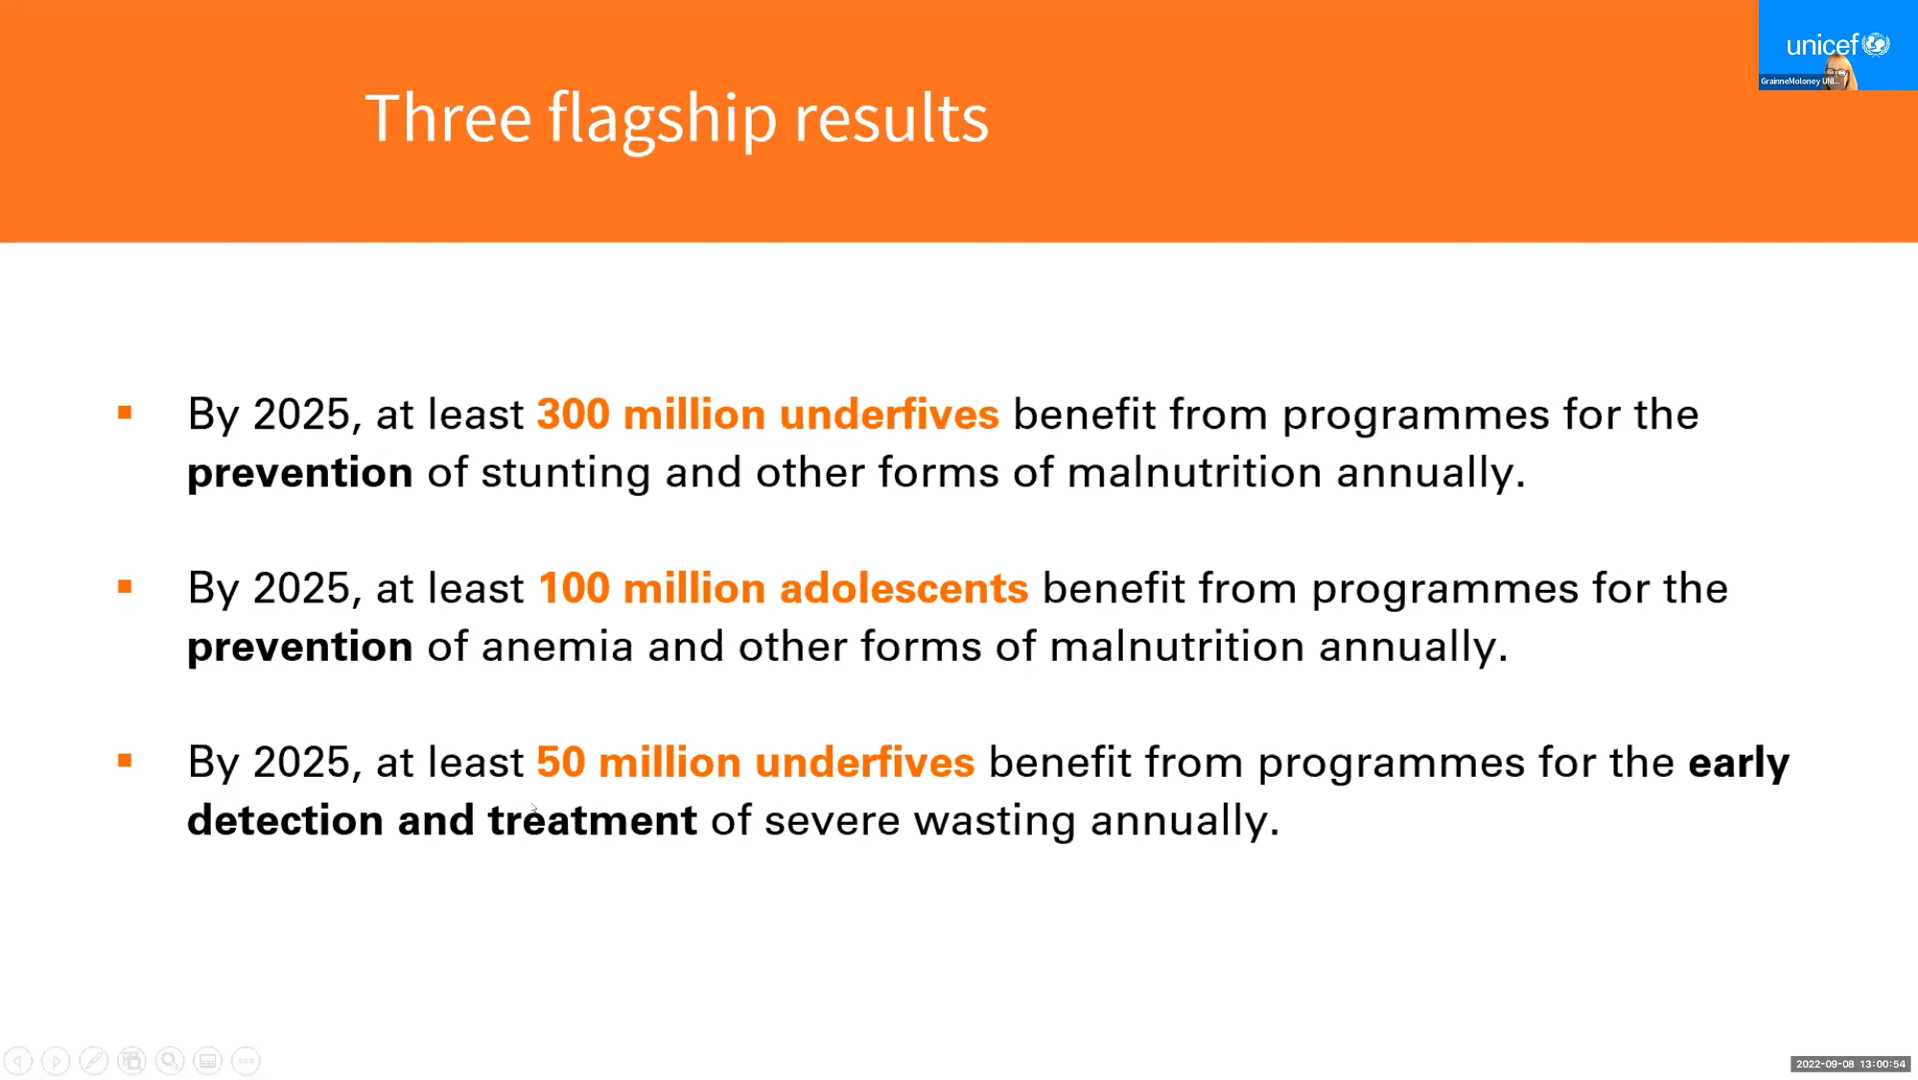 unicef
GrainneMoloney UNI...
Three flagship results
By 2025, at least 300 million underfives benefit from programmes for the
prevention of stunting and other forms of malnutrition annually.
By 2025, at least 100 million adolescents benefit from programmes for the
prevention of anemia and other forms of malnutrition annually.
By 2025, at least 50 million underfives benefit from programmes for the early
detection and treatment of severe wasting annually.
2022-09-08 13:00:54